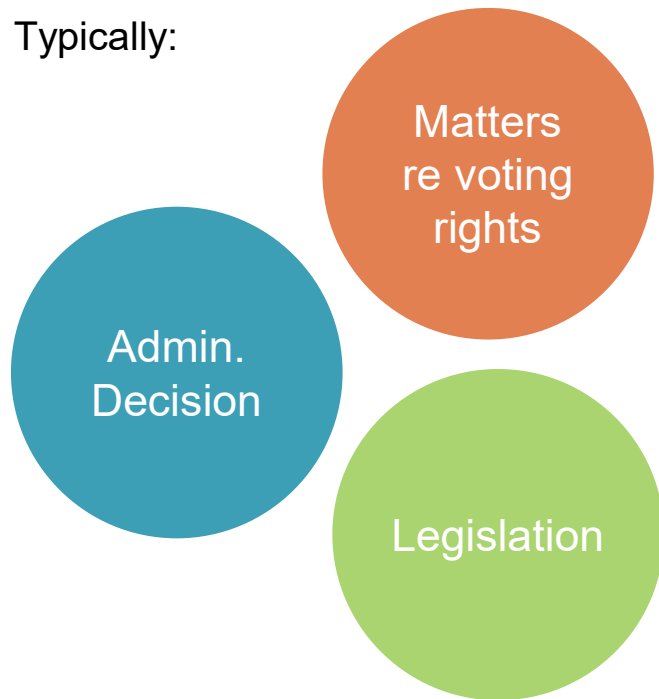 Typically:
Matters
re voting
rights
Admin.
Decision
Legislation